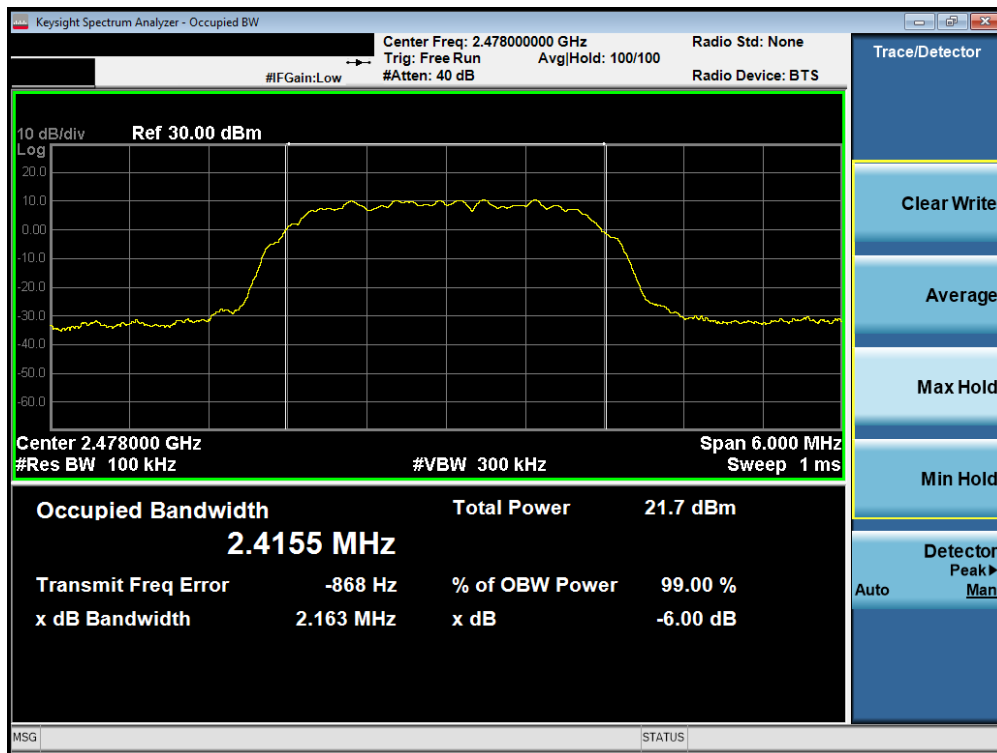 Keysight Spectrum Analyzer - Occupied BW
Center Freq: 2.478000000 GHz
Radio Std: None
Trig: Free Run
Avg|Hold: 100/100
#IFGain:Low
#Atten: 40 dB
Radio Device: BTS
10 dB/div
Ref 30.00 dBm
Log
20.0
10.0
0.00
-10.0
-20.0
-30.0
-40.0
-50.0
-60.0
Center 2.478000 GHz
Span 6.000 MHz
#Res BW 100 kHz
#VBW 300 kHz
Sweep 1 ms
Occupied Bandwidth
2.4155 MHz
Total Power
21.7 dBm
Transmit Freq Error
-868 Hz
% of OBW Power
99.00 %
x dB Bandwidth
2.163 MHz
x dB
-6.00 dB
Trace/Detector
Clear Write
Average
Max Hold
Min Hold
Detector
Peak▶
Auto
Man
MSG
STATUS